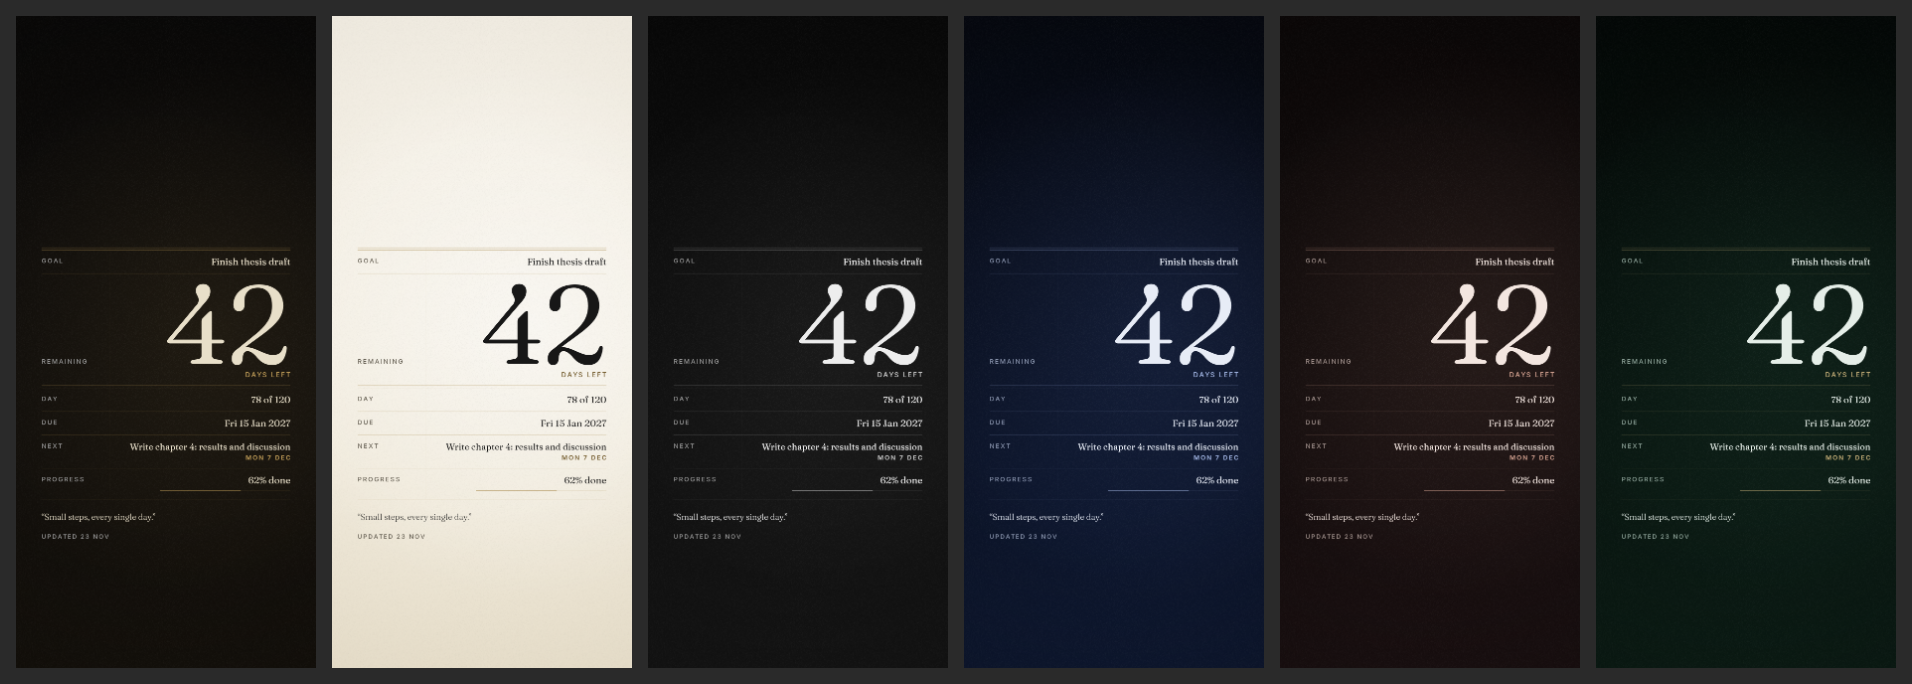 GOAL Finish thesis draft
42
REMAINING
DAYS LEFT
DAY 78 of 120
DUE Fri 15 Jan 2027
NEXT Write chapter 4: results and discussion
MON 7 DEC
PROGRESS 62% done
“Small steps, every single day.”
UPDATED 23 NOV
GOAL Finish thesis draft
42
REMAINING
DAYS LEFT
DAY 78 of 120
DUE Fri 15 Jan 2027
NEXT Write chapter 4: results and discussion
MON 7 DEC
PROGRESS 62% done
“Small steps, every single day.”
UPDATED 23 NOV
GOAL Finish thesis draft
42
REMAINING
DAYS LEFT
DAY 78 of 120
DUE Fri 15 Jan 2027
NEXT Write chapter 4: results and discussion
MON 7 DEC
PROGRESS 62% done
“Small steps, every single day.”
UPDATED 23 NOV
GOAL Finish thesis draft
42
REMAINING
DAYS LEFT
DAY 78 of 120
DUE Fri 15 Jan 2027
NEXT Write chapter 4: results and discussion
MON 7 DEC
PROGRESS 62% done
“Small steps, every single day.”
UPDATED 23 NOV
GOAL Finish thesis draft
42
REMAINING
DAYS LEFT
DAY 78 of 120
DUE Fri 15 Jan 2027
NEXT Write chapter 4: results and discussion
MON 7 DEC
PROGRESS 62% done
“Small steps, every single day.”
UPDATED 23 NOV
GOAL Finish thesis draft
42
REMAINING
DAYS LEFT
DAY 78 of 120
DUE Fri 15 Jan 2027
NEXT Write chapter 4: results and discussion
MON 7 DEC
PROGRESS 62% done
“Small steps, every single day.”
UPDATED 23 NOV